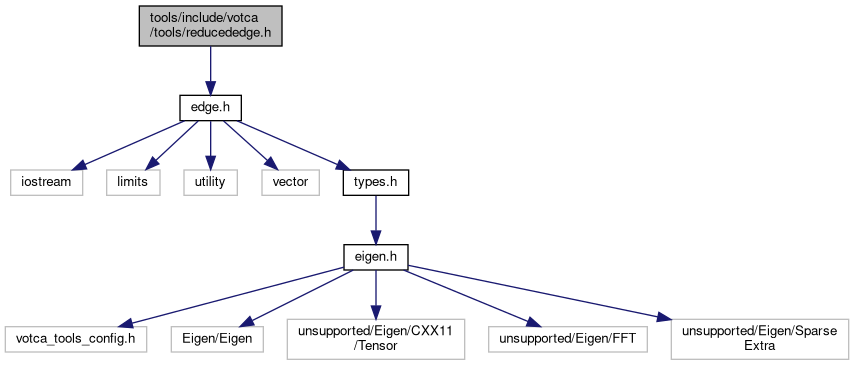 tools/include/votca
/tools/reducededge.h
edge.h
iostream
limits
utility
vector
types.h
eigen.h
votca_tools_config.h
Eigen/Eigen
unsupported/Eigen/CXX11
/Tensor
unsupported/Eigen/FFT
unsupported/Eigen/Sparse
Extra